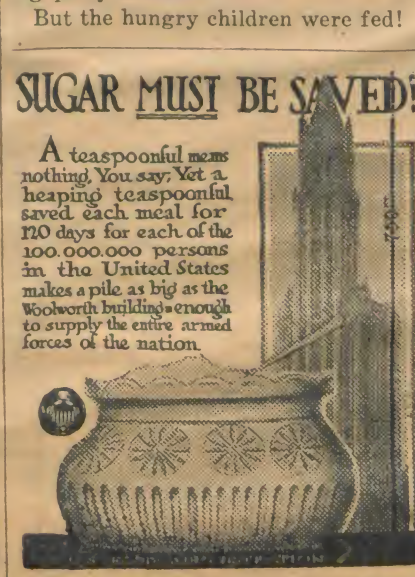 But the hungry children were fed!
SUGAR MUST BE SAVED!
A teaspoonful means
nothing, You say; Yet a
heaping teaspoonful
saved each meal for
120 days for each of the
100.000.000 persons
in the United States
makes a pile as big as the
Woolworth building=enough
to supply the entire armed
forces of the nation.